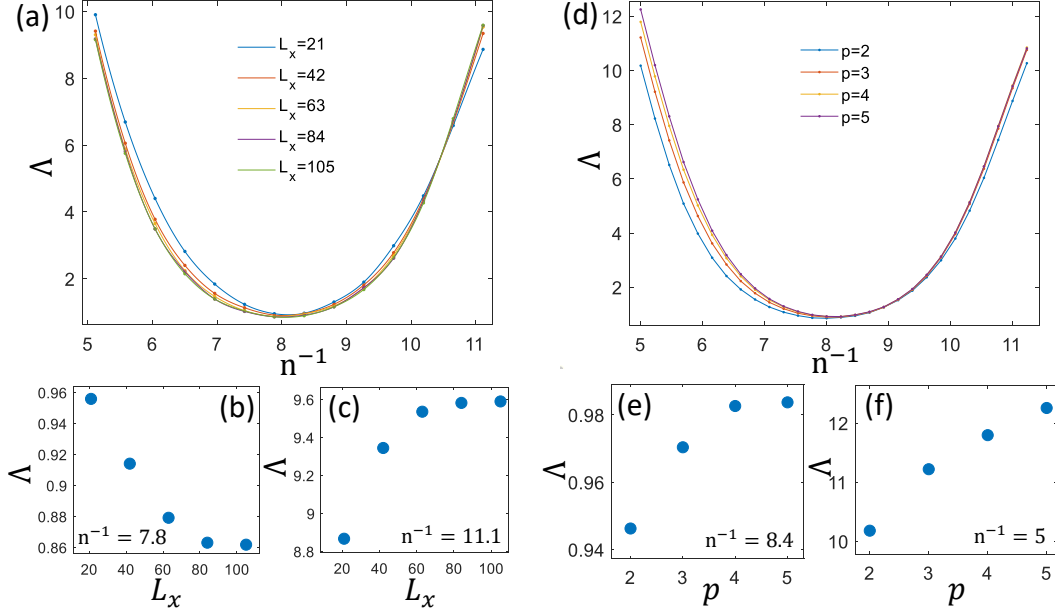 (a)
10
8
6
4
2
Λ
L_x=21
L_x=42
L_x=63
L_x=84
L_x=105
5 6 7 8 9 10 11
n⁻¹
(d)
12
10
8
6
4
2
Λ
p=2
p=3
p=4
p=5
5 6 7 8 9 10 11
n⁻¹
(b)
0.96
0.94
0.92
0.9
0.88
0.86
Λ
n⁻¹ = 7.8
20 40 60 80 100
L_x
(c)
9.6
9.4
9.2
9
8.8
Λ
n⁻¹ = 11.1
20 40 60 80 100
L_x
(e)
0.98
0.96
0.94
Λ
n⁻¹ = 8.4
2 3 4 5
p
(f)
12
11
10
Λ
n⁻¹ = 5
2 3 4 5
p